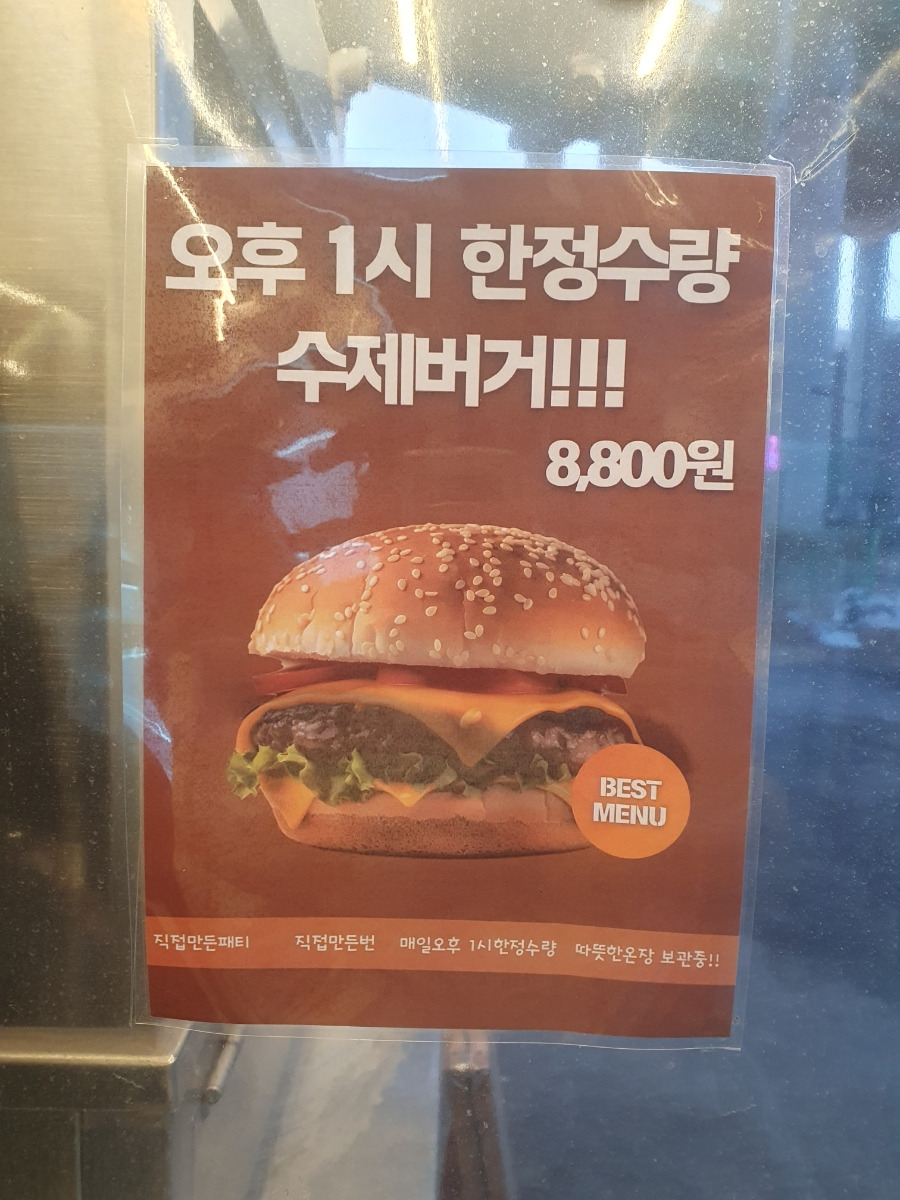 오후 1시 한정수량
수제버거!!!
8,800원
BEST
MENU
직접만든패티 직접만든번 매일오후 1시한정수량 따뜻한온장 보관중!!